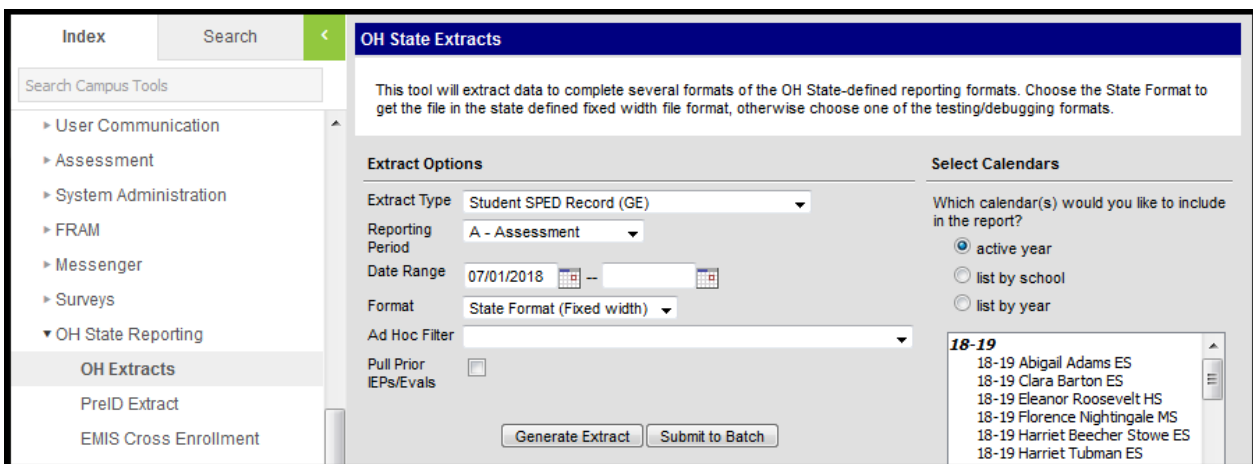 Index
Search
Search Campus Tools
User Communication
Assessment
System Administration
FRAM
Messenger
Surveys
OH State Reporting
OH Extracts
PreID Extract
EMIS Cross Enrollment
OH State Extracts
This tool will extract data to complete several formats of the OH State-defined reporting formats. Choose the State Format to
get the file in the state defined fixed width file format, otherwise choose one of the testing/debugging formats.
Extract Options
Extract Type Student SPED Record (GE)
Reporting
Period A - Assessment
Date Range 07/01/2018 --
Format State Format (Fixed width)
Ad Hoc Filter
Pull Prior
IEPs/Evals
Generate Extract Submit to Batch
Select Calendars
Which calendar(s) would you like to include
in the report?
active year
list by school
list by year
18-19
18-19 Abigail Adams ES
18-19 Clara Barton ES
18-19 Eleanor Roosevelt HS
18-19 Florence Nightingale MS
18-19 Harriet Beecher Stowe ES
18-19 Harriet Tubman ES